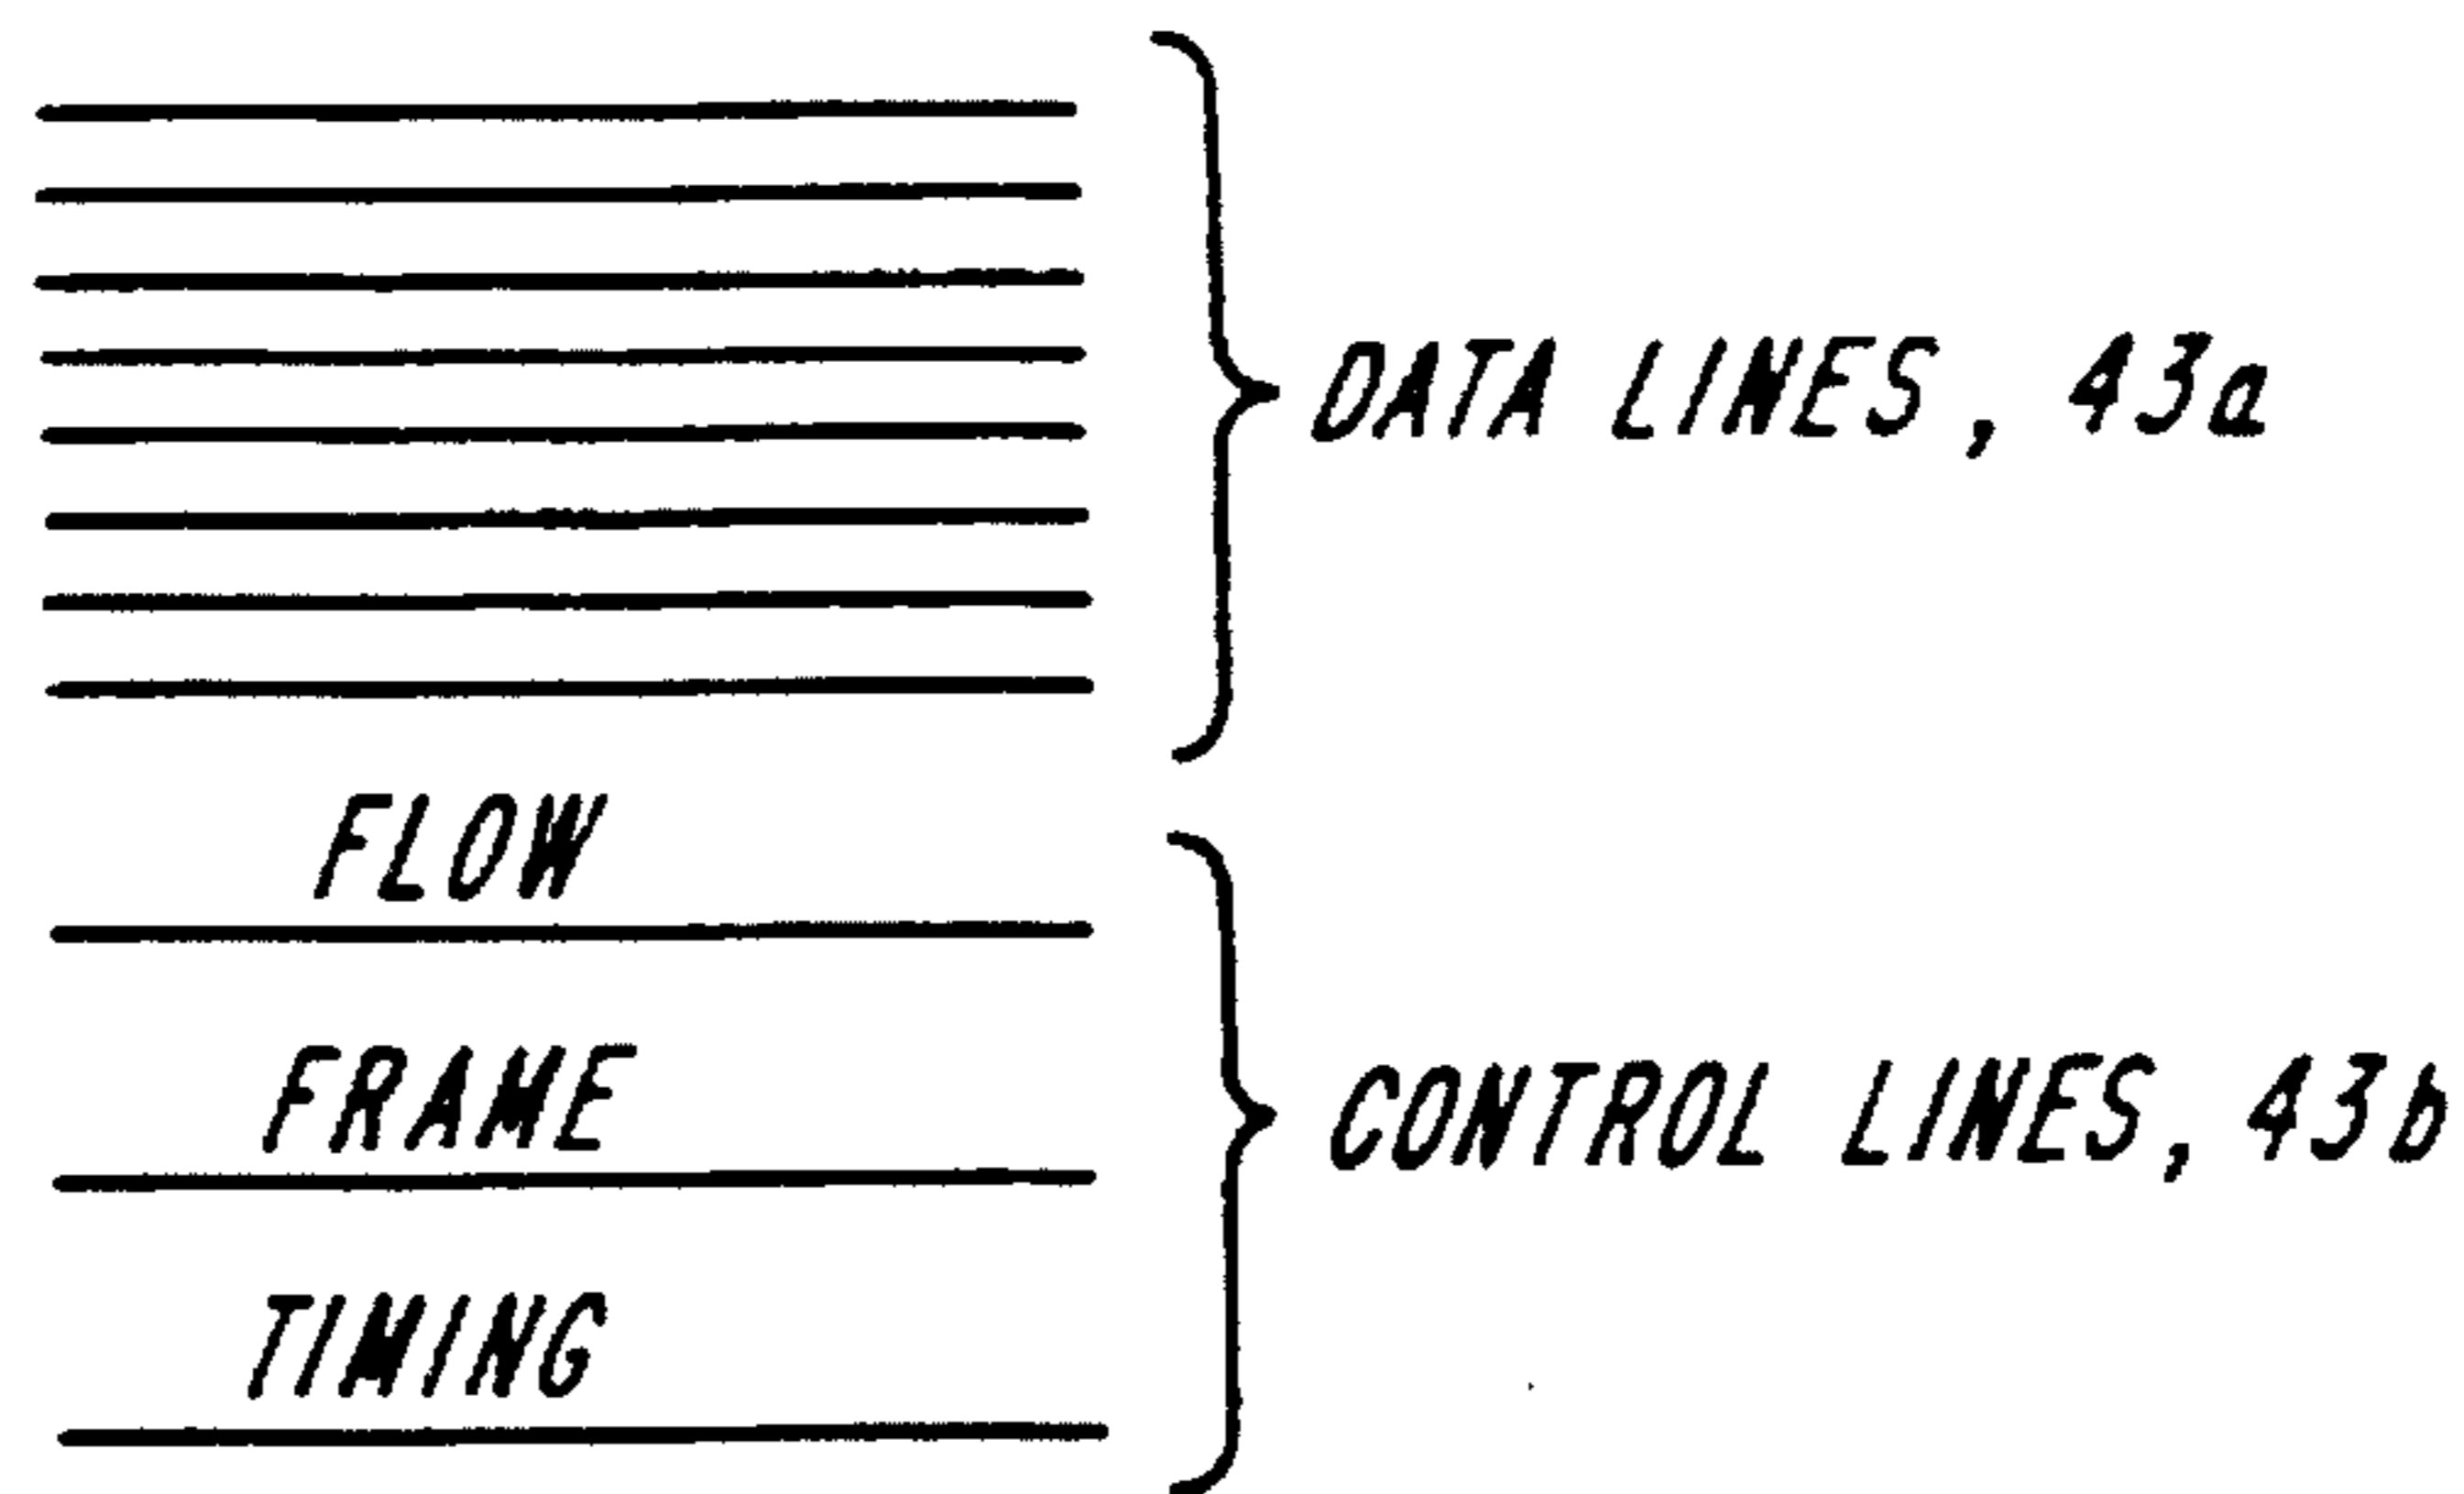 DATA LINES, 43a
FLOW
FRAME
CONTROL LINES, 43b
TIMING